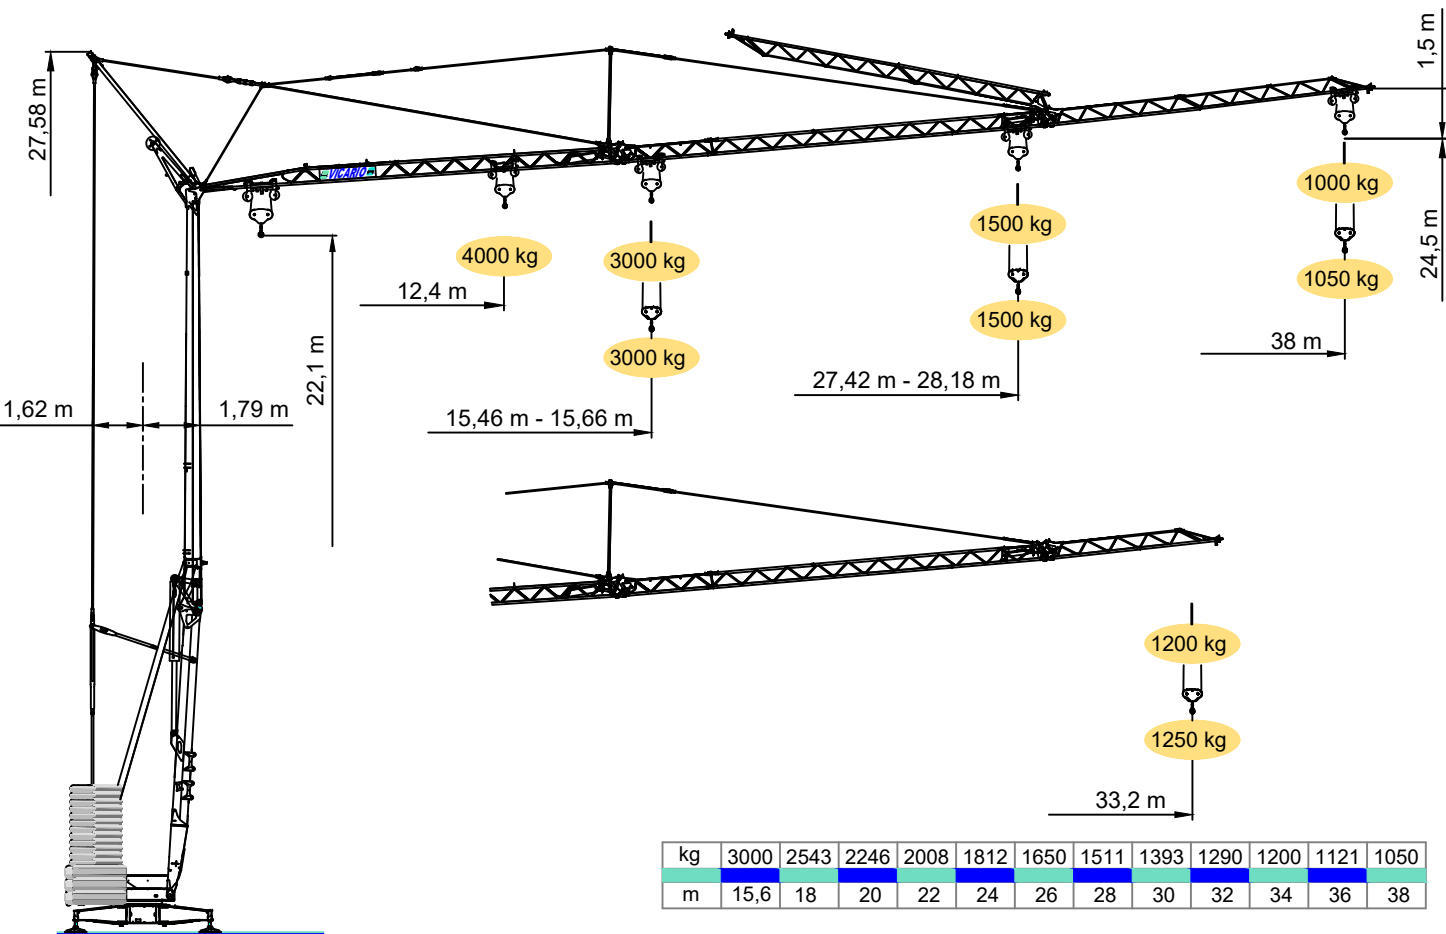 1,5 m
27,58 m
VICARIO
1000 kg
24,5 m
1500 kg
4000 kg
3000 kg
1050 kg
12,4 m
1500 kg
38 m
3000 kg
22,1 m
27,42 m - 28,18 m
1,62 m
1,79 m
15,46 m - 15,66 m
1200 kg
1250 kg
33,2 m
kg 3000 2543 2246 2008 1812 1650 1511 1393 1290 1200 1121 1050
m 15,6 18 20 22 24 26 28 30 32 34 36 38